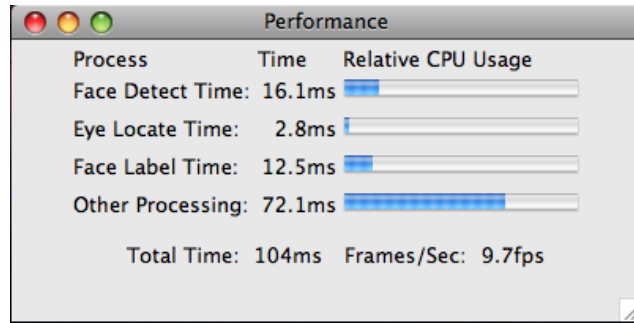 Performance
Process Time Relative CPU Usage
Face Detect Time: 16.1ms
Eye Locate Time: 2.8ms
Face Label Time: 12.5ms
Other Processing: 72.1ms
Total Time: 104ms Frames/Sec: 9.7fps